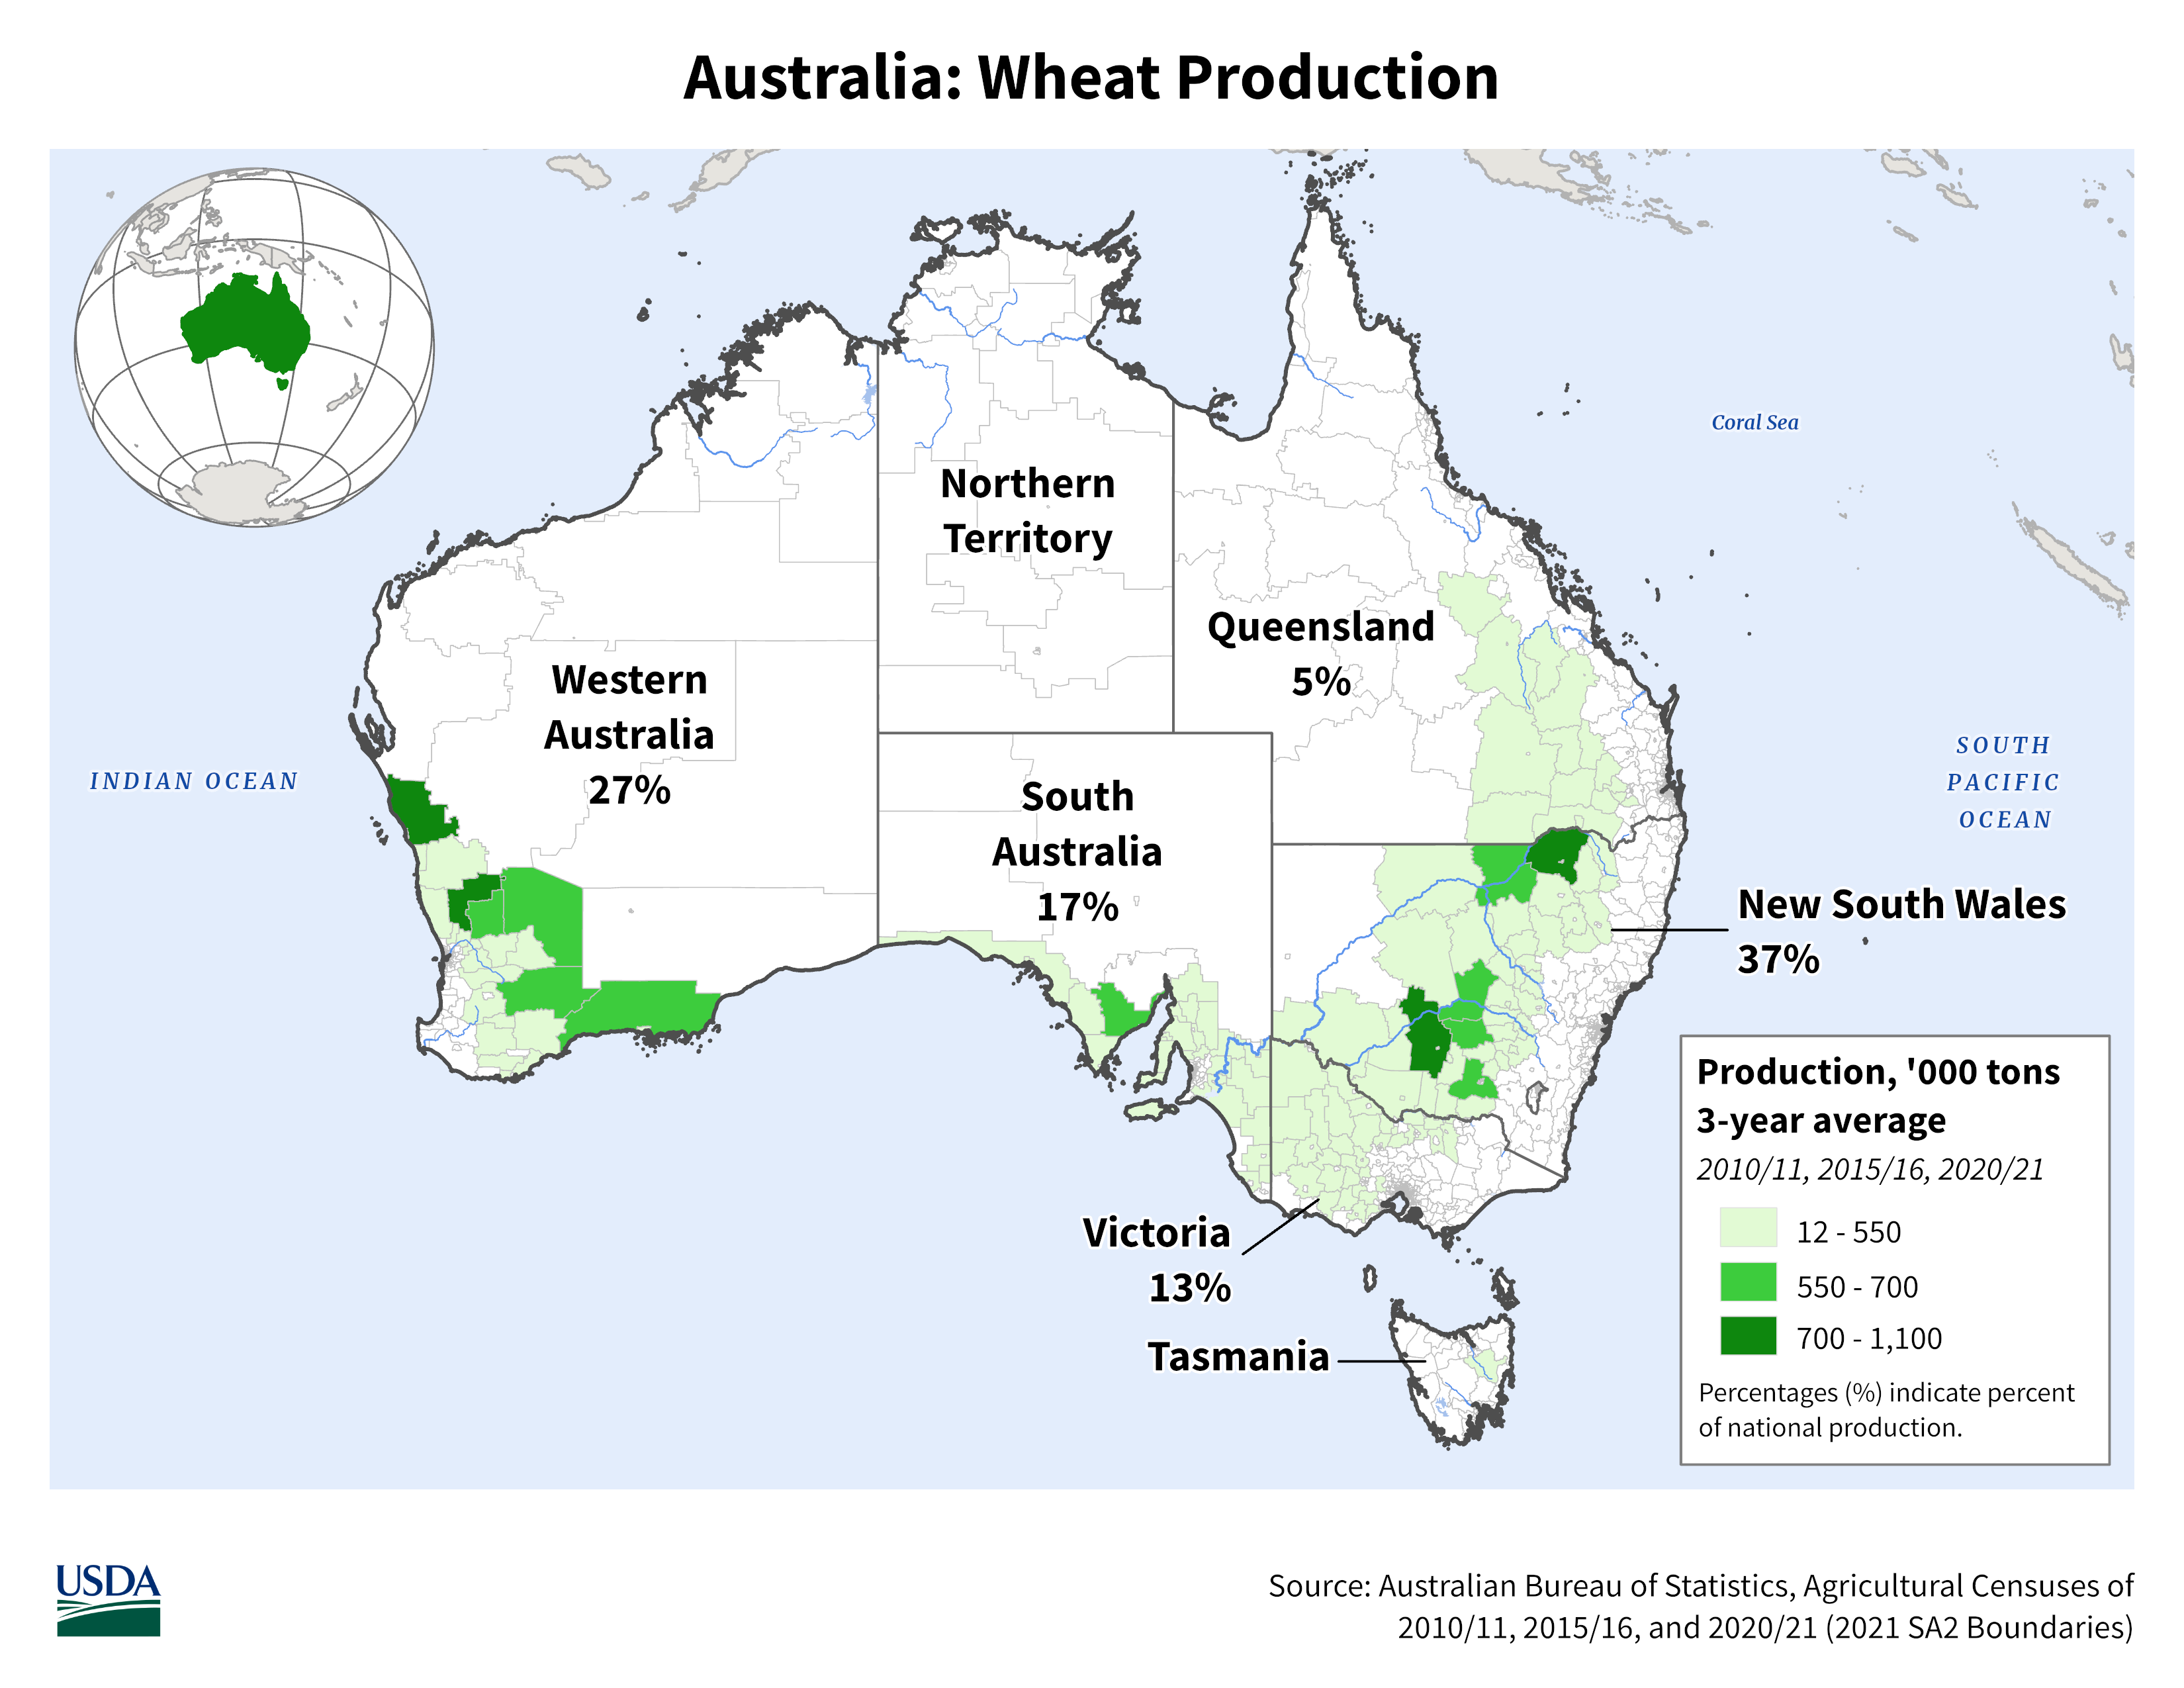 Australia: Wheat Production
Northern
Territory
Coral Sea
Queensland
5%
Western
Australia
27%
INDIAN OCEAN
South
Australia
17%
SOUTH
PACIFIC
OCEAN
New South Wales
37%
Victoria
13%
Tasmania
Production, '000 tons
3-year average
2010/11, 2015/16, 2020/21
12 - 550
550 - 700
700 - 1,100
Percentages (%) indicate percent
of national production.
USDA
Source: Australian Bureau of Statistics, Agricultural Censuses of
2010/11, 2015/16, and 2020/21 (2021 SA2 Boundaries)